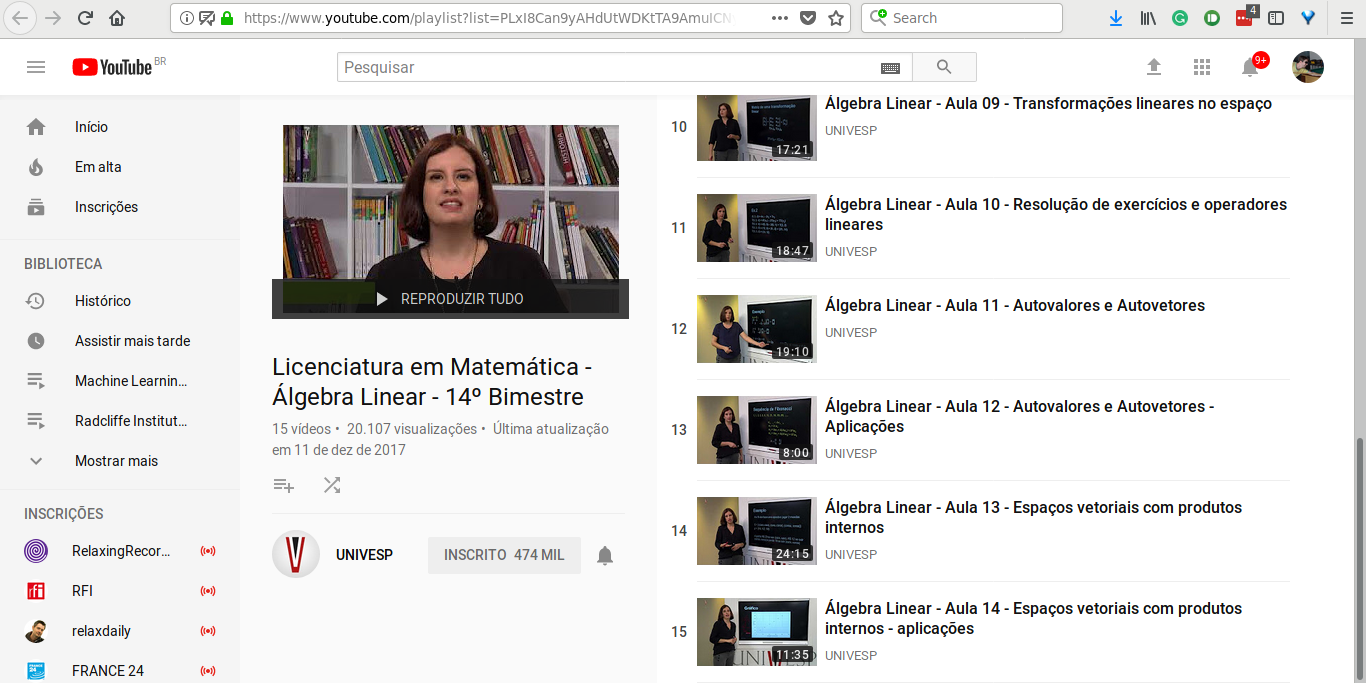 https://www.youtube.com/playlist?list=PLxI8Can9yAHdUtWDKtTA9AmuICN
Search
4
YouTube BR
Pesquisar
9+
Início
Em alta
Inscrições
BIBLIOTECA
Histórico
Assistir mais tarde
Machine Learnin...
Radcliffe Institut...
Mostrar mais
INSCRIÇÕES
RelaxingRecor...
RFI
relaxdaily
FRANCE 24
REPRODUZIR TUDO
Licenciatura em Matemática -
Álgebra Linear - 14º Bimestre
15 vídeos • 20.107 visualizações • Última atualização
em 11 de dez de 2017
UNIVESP
INSCRITO 474 MIL
10
17:21
Álgebra Linear - Aula 09 - Transformações lineares no espaço
UNIVESP
11
18:47
Álgebra Linear - Aula 10 - Resolução de exercícios e operadores
lineares
UNIVESP
12
19:10
Álgebra Linear - Aula 11 - Autovalores e Autovetores
UNIVESP
13
8:00
Álgebra Linear - Aula 12 - Autovalores e Autovetores -
Aplicações
UNIVESP
14
24:15
Álgebra Linear - Aula 13 - Espaços vetoriais com produtos
internos
UNIVESP
15
Gráfico
11:35
Álgebra Linear - Aula 14 - Espaços vetoriais com produtos
internos - aplicações
UNIVESP